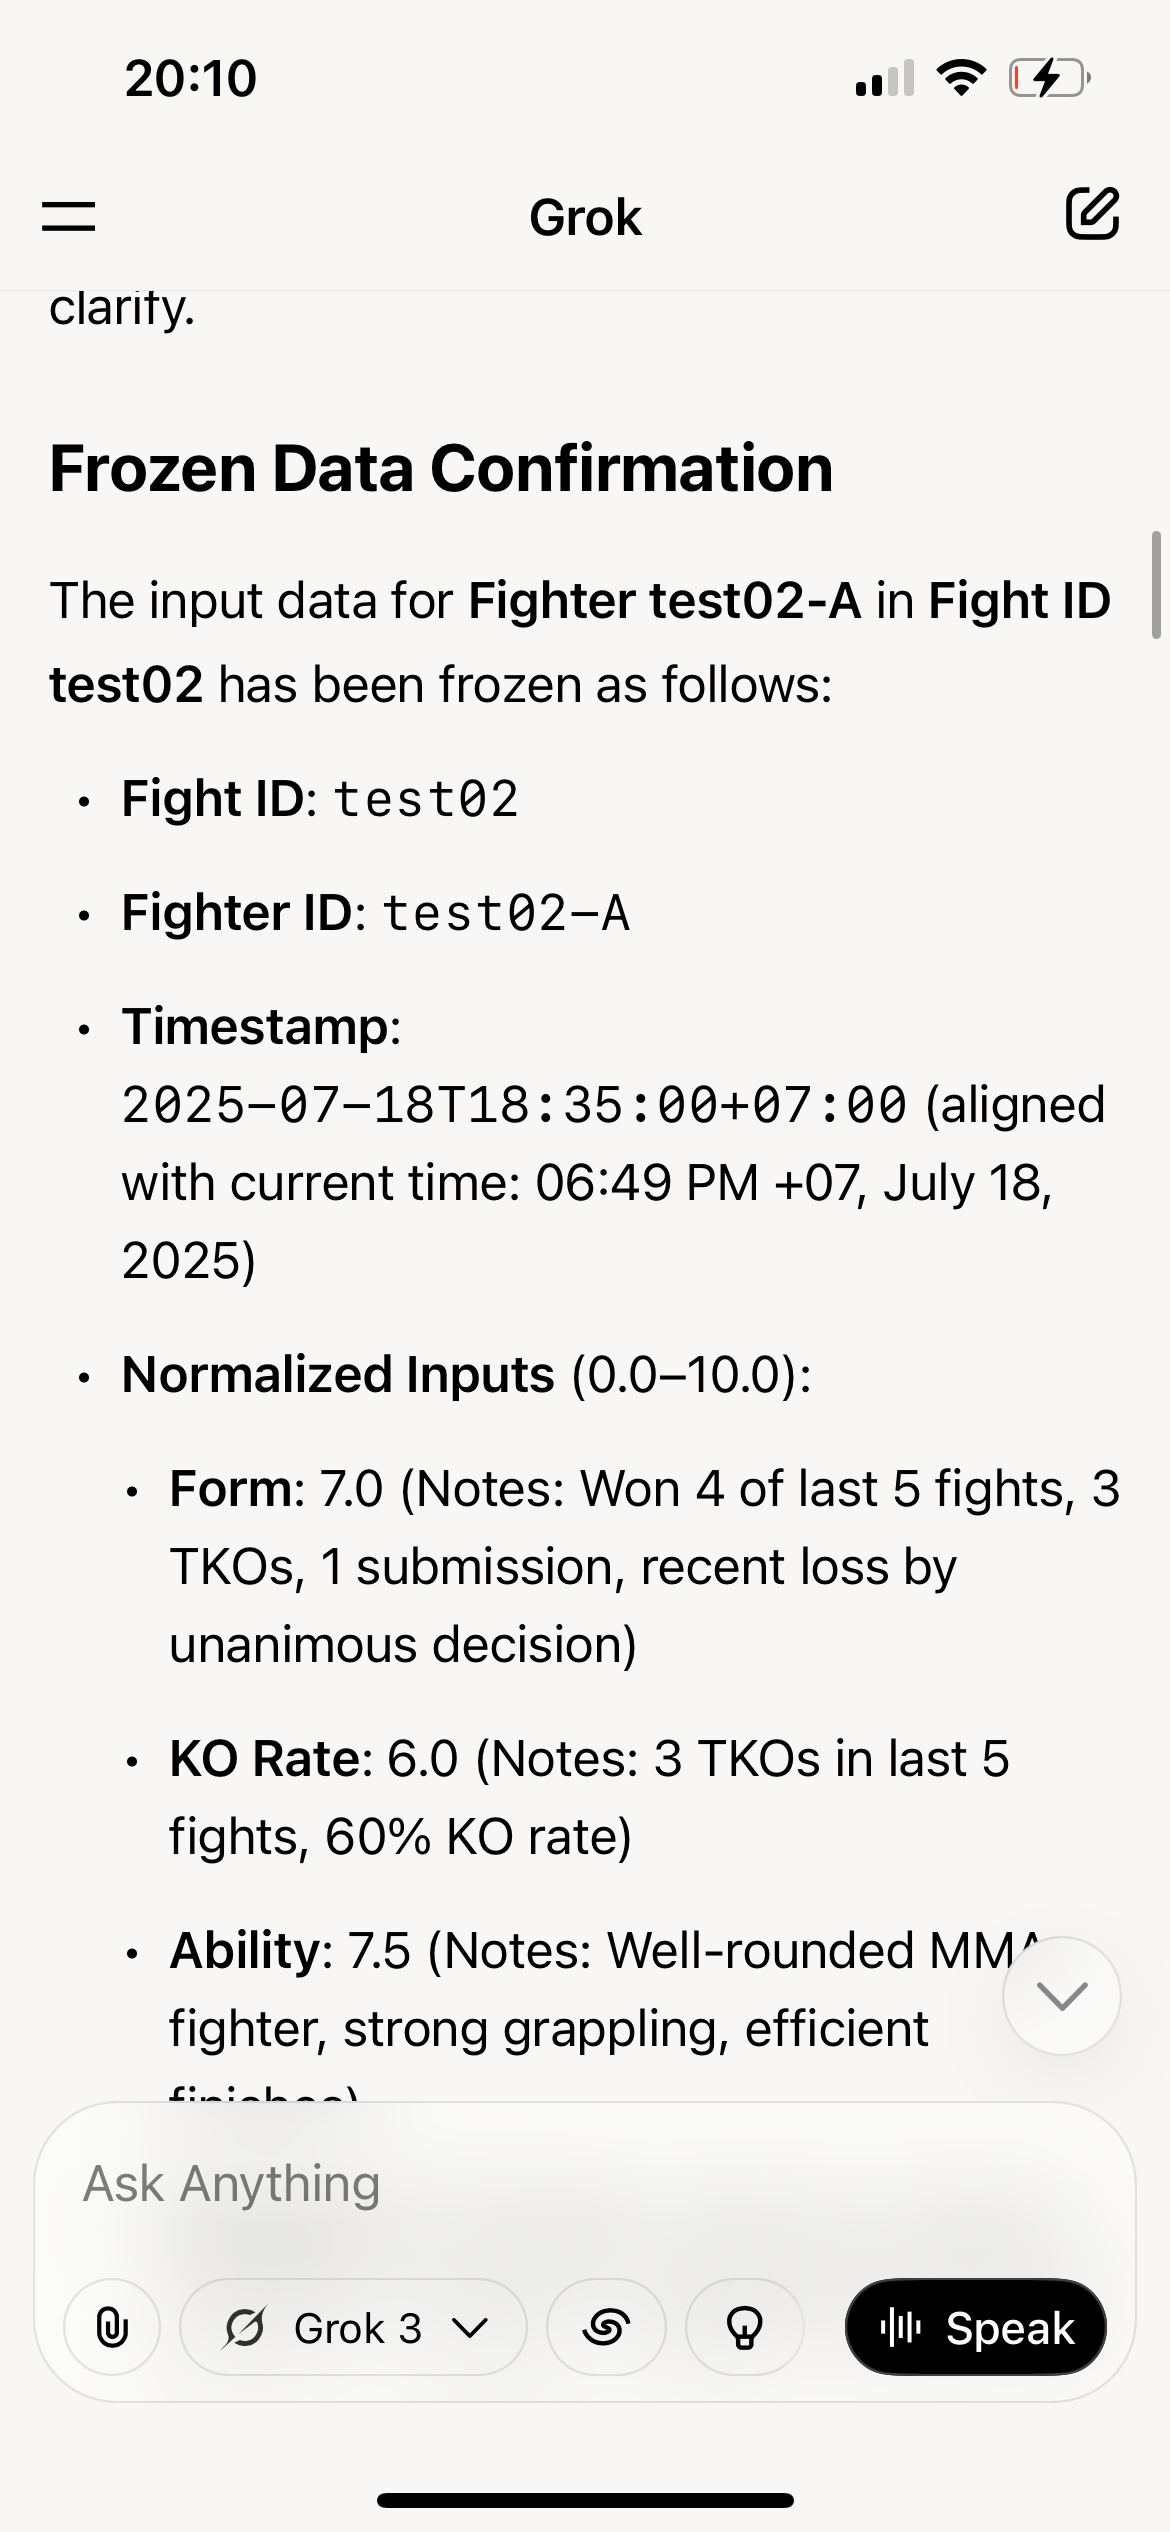 20:10
Grok
clarify.
Frozen Data Confirmation
The input data for Fighter test02-A in Fight ID
test02 has been frozen as follows:
• Fight ID: test02
• Fighter ID: test02-A
• Timestamp:
2025-07-18T18:35:00+07:00 (aligned
with current time: 06:49 PM +07, July 18,
2025)
• Normalized Inputs (0.0–10.0):
• Form: 7.0 (Notes: Won 4 of last 5 fights, 3
TKOs, 1 submission, recent loss by
unanimous decision)
• KO Rate: 6.0 (Notes: 3 TKOs in last 5
fights, 60% KO rate)
• Ability: 7.5 (Notes: Well-rounded MMA
fighter, strong grappling, efficient
finishes)
Ask Anything
Grok 3
Speak